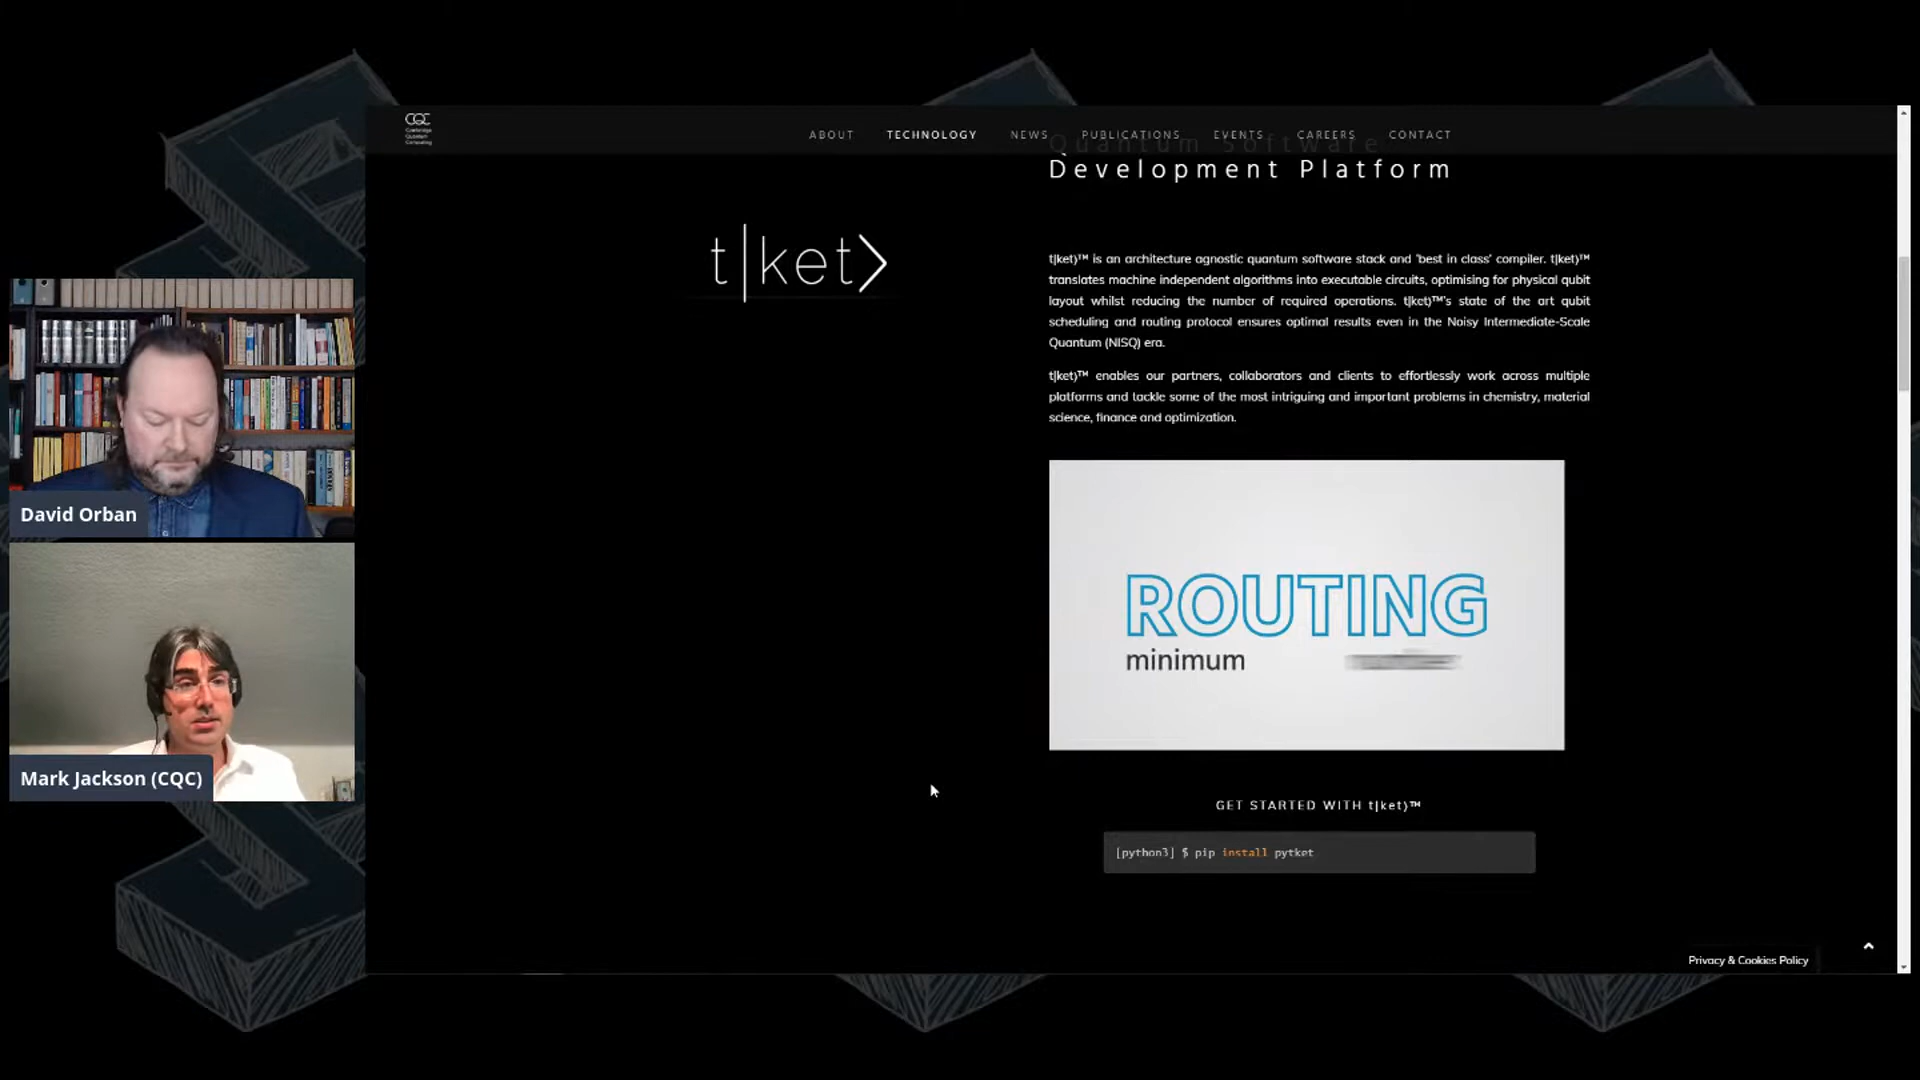 CQC
Cambridge
Quantum
Computing
ABOUT
TECHNOLOGY
NEWS
PUBLICATIONS
EVENTS
CAREERS
CONTACT
Quantum Software
Development Platform
t|ket⟩
t|ket⟩™ is an architecture agnostic quantum software stack and 'best in class' compiler. t|ket⟩™
translates machine independent algorithms into executable circuits, optimising for physical qubit
layout whilst reducing the number of required operations. t|ket⟩™'s state of the art qubit
scheduling and routing protocol ensures optimal results even in the Noisy Intermediate-Scale
Quantum (NISQ) era.
t|ket⟩™ enables our partners, collaborators and clients to effortlessly work across multiple
platforms and tackle some of the most intriguing and important problems in chemistry, material
science, finance and optimization.
ROUTING
minimum
David Orban
Mark Jackson (CQC)
GET STARTED WITH t|ket⟩™
[python3] $ pip install pytket
Privacy & Cookies Policy